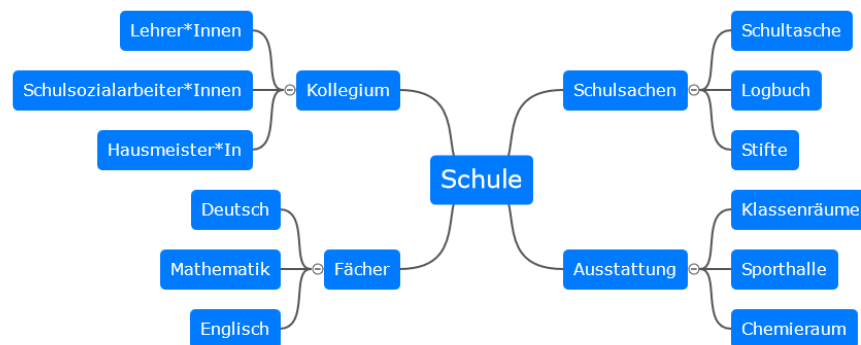 Lehrer*Innen
Schulsozialarbeiter*Innen
Hausmeister*In
Kollegium
Deutsch
Mathematik
Englisch
Fächer
Schule
Schulsachen
Schultasche
Logbuch
Stifte
Ausstattung
Klassenräume
Sporthalle
Chemieraum